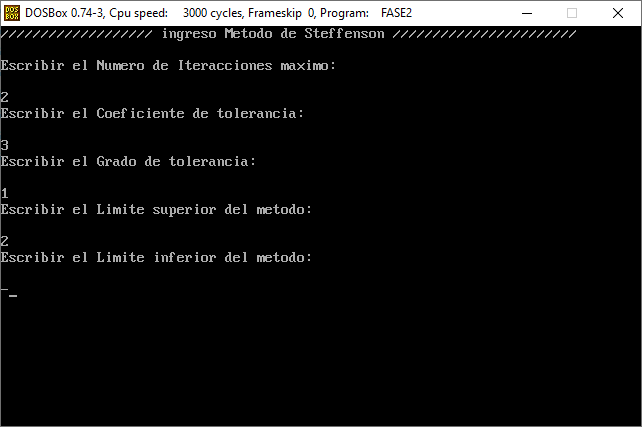 DOSBox 0.74-3, Cpu speed: 3000 cycles, Frameskip 0, Program: FASE2
/////////////////// ingreso Metodo de Steffenson ///////////////////////
Escribir el Numero de Iteracciones maximo:
2
Escribir el Coeficiente de tolerancia:
3
Escribir el Grado de tolerancia:
1
Escribir el Limite superior del metodo:
2
Escribir el Limite inferior del metodo:
-_